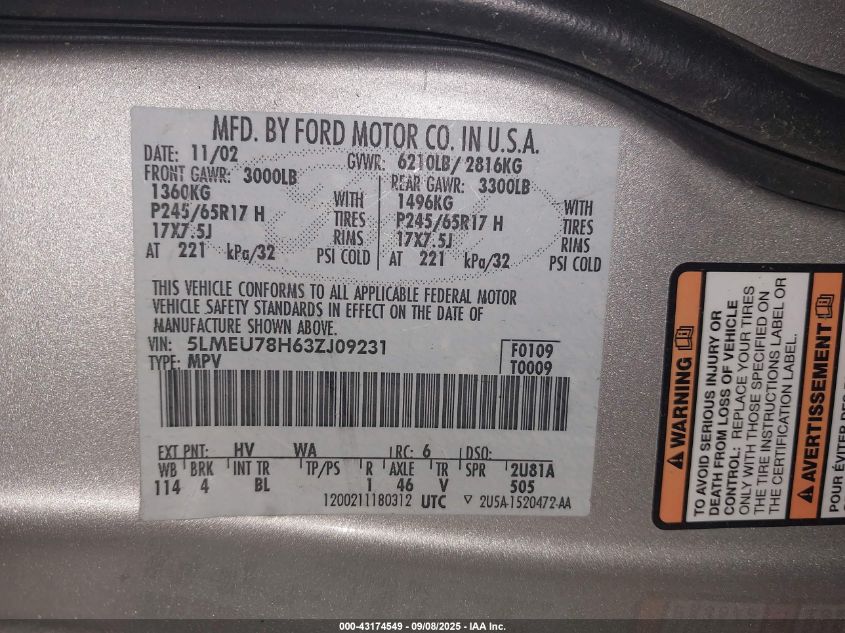 MFD. BY FORD MOTOR CO. IN U.S.A.
DATE: 11/02 GVWR: 6210LB/ 2816KG
FRONT GAWR: 3000LB REAR GAWR: 3300LB
1360KG WITH 1496KG WITH
P245/65R17 H TIRES P245/65R17 H TIRES
17X7.5J RIMS 17X7.5J RIMS
AT 221 kPa/32 PSI COLD AT 221 kPa/32 PSI COLD
THIS VEHICLE CONFORMS TO ALL APPLICABLE FEDERAL MOTOR
VEHICLE SAFETY STANDARDS IN EFFECT ON THE DATE OF
MANUFACTURE SHOWN ABOVE.
VIN: 5LMEU78H63ZJ09231 F0109
TYPE: MPV T0009
EXT PNT: HV WA RC: 6 DSO:
WB BRK INT TR TP/PS R AXLE TR SPR 2U81A
114 4 BL 1 46 V 505
1200211180312 UTC ▽ 2U5A-1520472-AA
WARNING
TO AVOID SERIOUS INJURY OR
DEATH FROM LOSS OF VEHICLE
CONTROL: REPLACE YOUR TIRES
ONLY WITH THOSE SPECIFIED ON
THE TIRE INSTRUCTIONS LABEL OR
THE CERTIFICATION LABEL.
AVERTISSEMENT
POUR ÉVITER DES
000-43174549 - 09/08/2025 - IAA Inc.